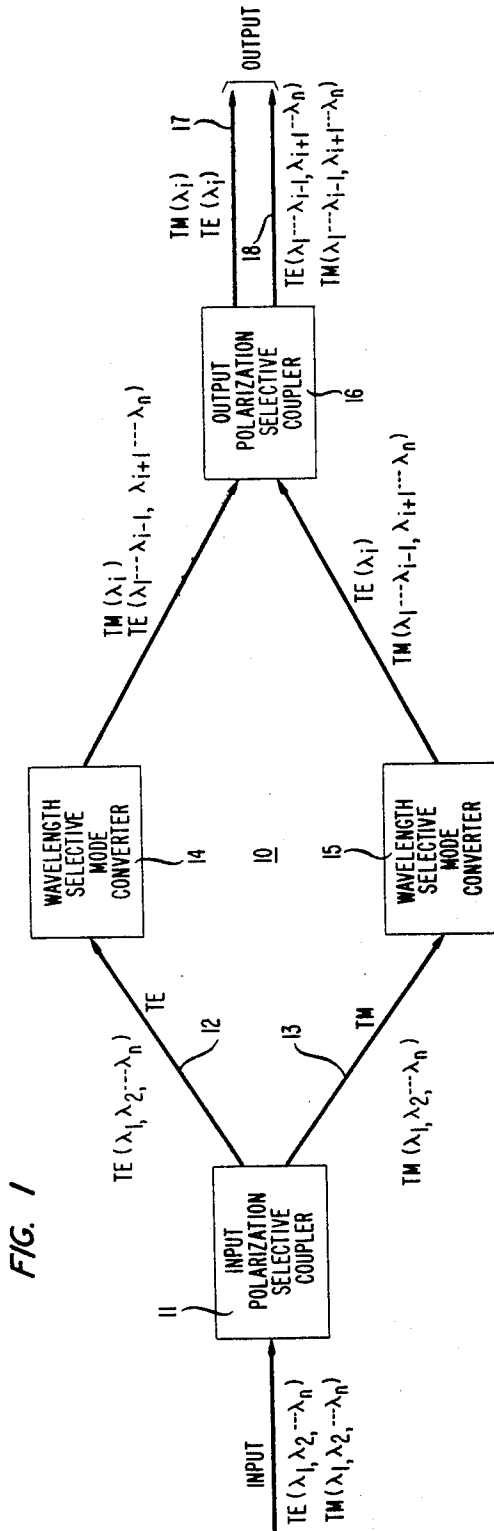 FIG. 1
INPUT
TE (λ1, λ2, ---λn)
TM (λ1, λ2, ---λn)
11
INPUT
POLARIZATION
SELECTIVE
COUPLER
TE (λ1, λ2, ---λn)
TE
12
13
TM
TM (λ1, λ2, ---λn)
WAVELENGTH
SELECTIVE
MODE
CONVERTER
14
10
15
WAVELENGTH
SELECTIVE
MODE
CONVERTER
TM (λi)
TE (λ1---λi-1, λi+1---λn)
TE (λi)
TM (λ1---λi-1, λi+1---λn)
OUTPUT
POLARIZATION
SELECTIVE
COUPLER
16
TM (λi)
TE (λi)
17
18
TE (λ1---λi-1, λi+1---λn)
TM (λ1---λi-1, λi+1---λn)
OUTPUT